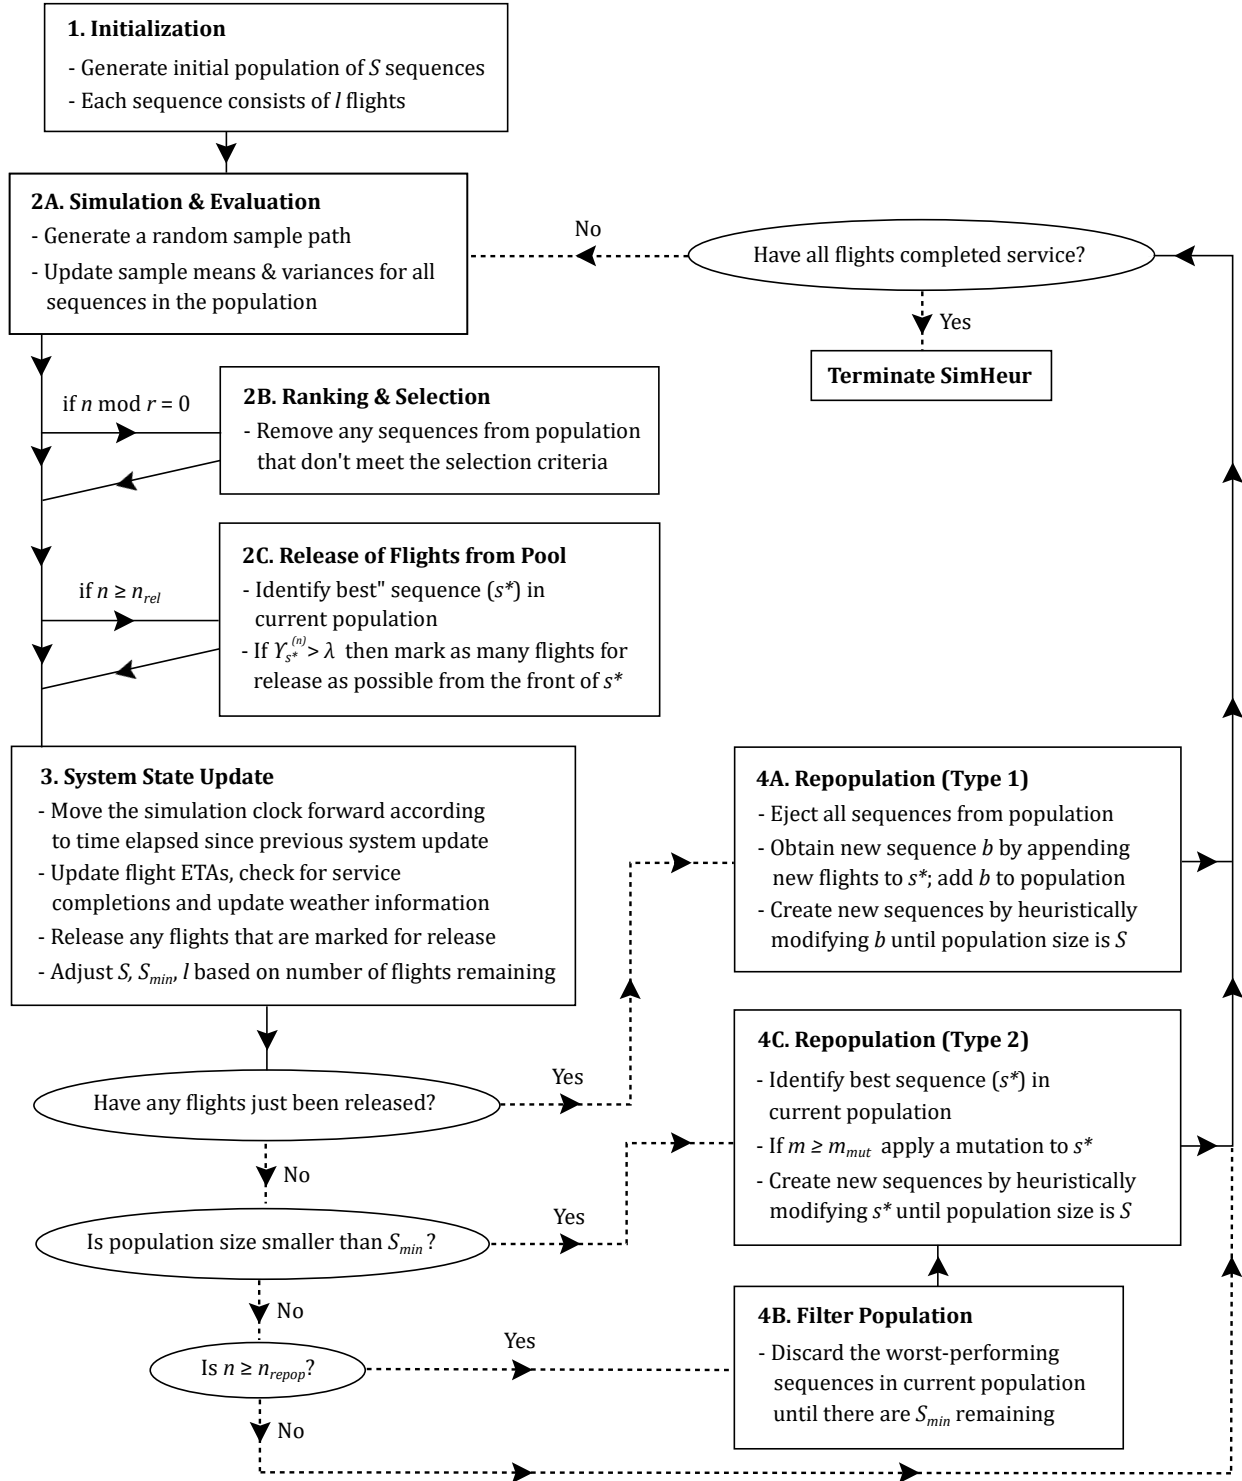 1. Initialization
- Generate initial population of S sequences
- Each sequence consists of l flights
2A. Simulation & Evaluation
- Generate a random sample path
- Update sample means & variances for all
sequences in the population
No
Have all flights completed service?
Yes
Terminate SimHeur
if n mod r = 0
2B. Ranking & Selection
- Remove any sequences from population
that don't meet the selection criteria
if n ≥ n_rel
2C. Release of Flights from Pool
- Identify best" sequence (s*) in
current population
- If Υ_{s*}^{(n)} > λ then mark as many flights for
release as possible from the front of s*
3. System State Update
- Move the simulation clock forward according
to time elapsed since previous system update
- Update flight ETAs, check for service
completions and update weather information
- Release any flights that are marked for release
- Adjust S, S_min, l based on number of flights remaining
4A. Repopulation (Type 1)
- Eject all sequences from population
- Obtain new sequence b by appending
new flights to s*; add b to population
- Create new sequences by heuristically
modifying b until population size is S
Have any flights just been released?
Yes
No
4C. Repopulation (Type 2)
- Identify best sequence (s*) in
current population
- If m ≥ m_mut apply a mutation to s*
- Create new sequences by heuristically
modifying s* until population size is S
Is population size smaller than S_min?
Yes
No
4B. Filter Population
- Discard the worst-performing
sequences in current population
until there are S_min remaining
Is n ≥ n_repop?
Yes
No